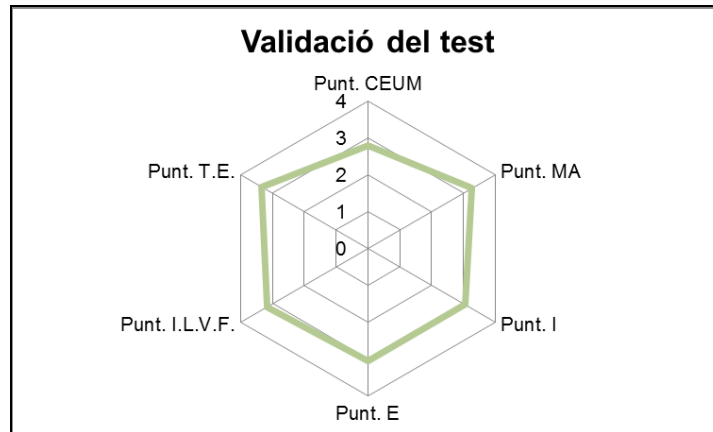 Validació del test
Punt. CEUM
4
3
2
1
0
Punt. T.E.
Punt. MA
Punt. I.L.V.F.
Punt. I
Punt. E